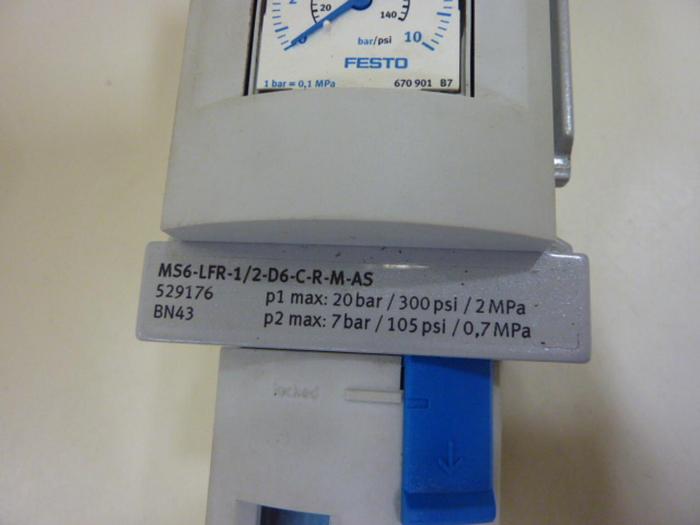 20 140
0 bar/psi 10
FESTO
1 bar = 0,1 MPa 670 901 B7
MS6-LFR-1/2-D6-C-R-M-AS
529176 p1 max: 20 bar / 300 psi / 2 MPa
BN43 p2 max: 7 bar / 105 psi / 0,7 MPa
locked